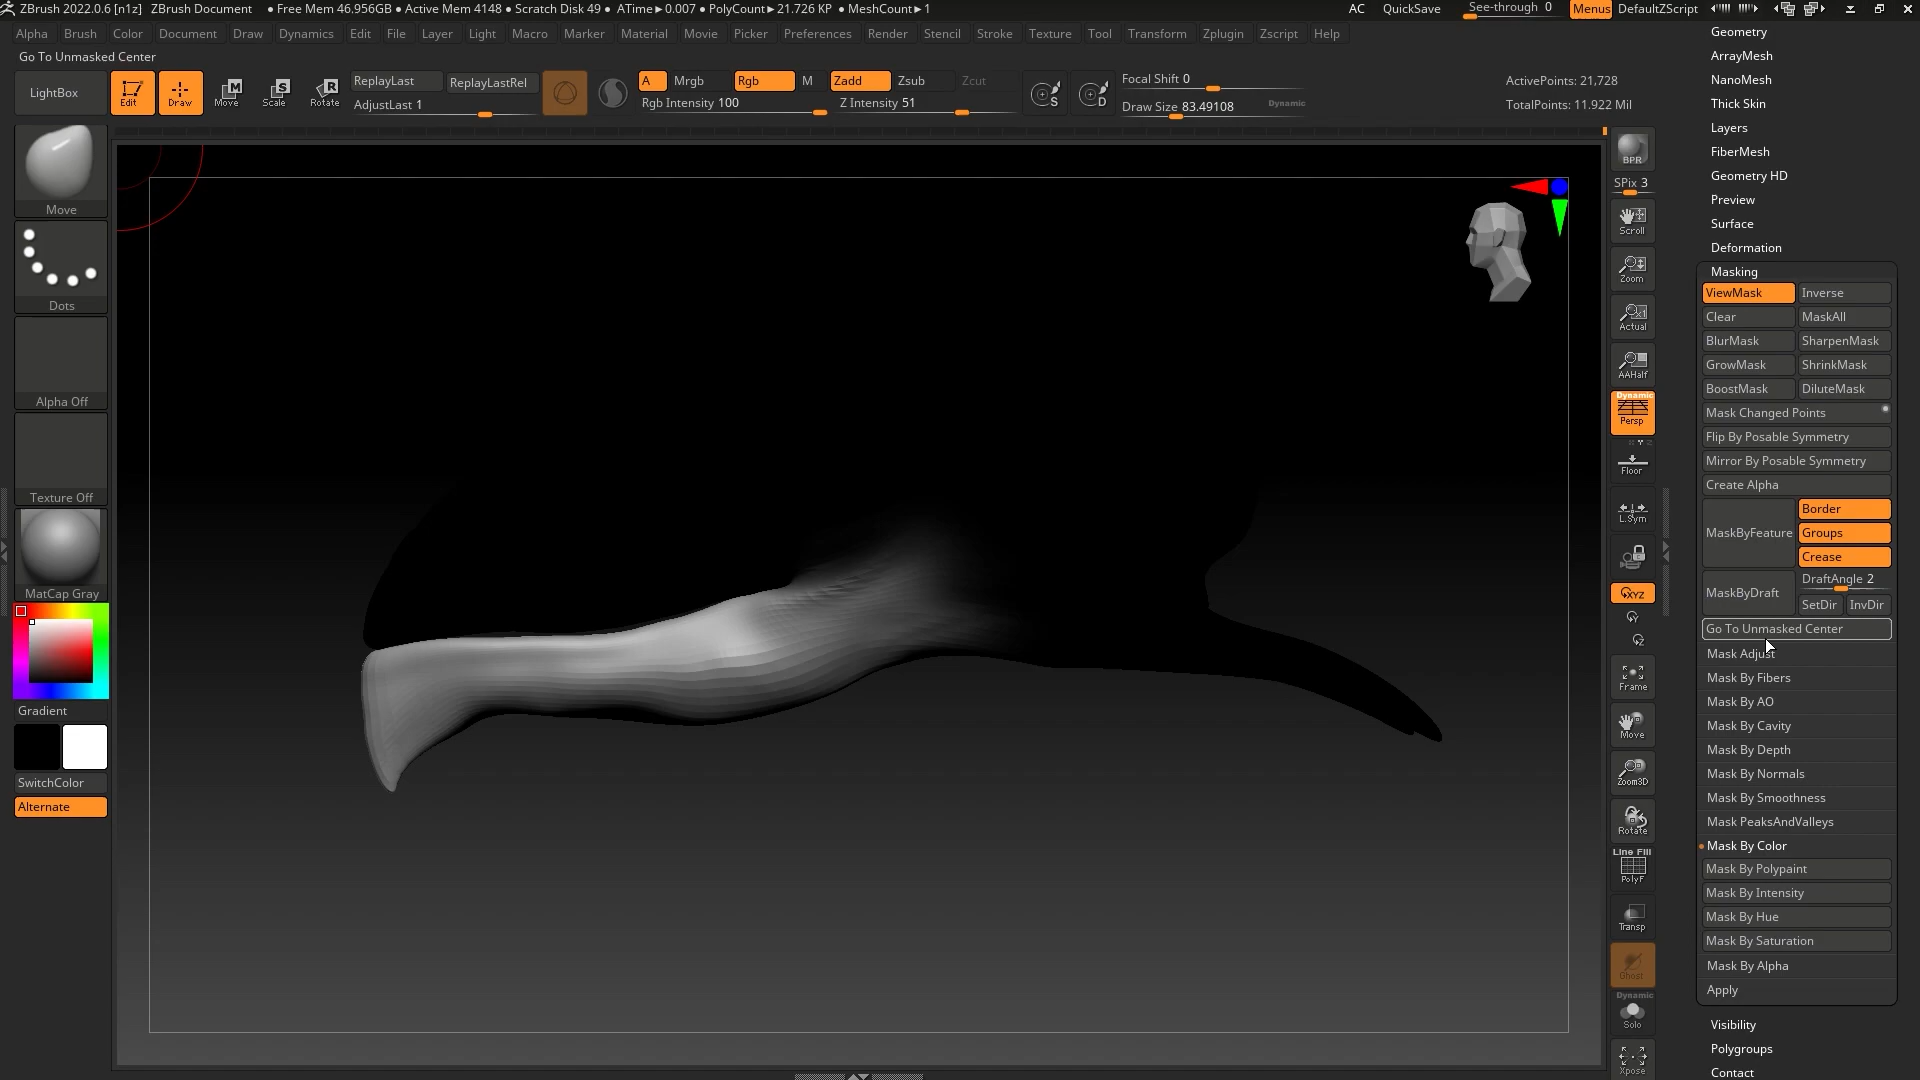 ZBrush 2022.0.6 [n1z] ZBrush Document ● Free Mem 46.956GB ● Active Mem 4148 ● Scratch Disk 49 ● ATime►0.007 ● PolyCount►21.726 KP ● MeshCount►1 AC QuickSave See-through 0 Menus DefaultZScript
Alpha Brush Color Document Draw Dynamics Edit File Layer Light Macro Marker Material Movie Picker Preferences Render Stencil Stroke Texture Tool Transform Zplugin Zscript Help
Go To Unmasked Center
LightBox
Edit
Draw
Move
Scale
Rotate
ReplayLast ReplayLastRel
AdjustLast 1
A Mrgb Rgb M Zadd Zsub Zcut
Rgb Intensity 100 Z Intensity 51
S
D
Focal Shift 0
Draw Size 83.49108 Dynamic
ActivePoints: 21,728
TotalPoints: 11.922 Mil
Move
Dots
Alpha Off
Texture Off
MatCap Gray
Gradient
SwitchColor
Alternate
BPR
SPix 3
Scroll
Zoom
Actual
AAHalf
Dynamic
Persp
Floor
L.Sym
XYZ
Y
Z
Frame
Move
Zoom3D
Rotate
Line Fill
PolyF
Transp
Ghost
Dynamic
Solo
Xpose
Geometry
ArrayMesh
NanoMesh
Thick Skin
Layers
FiberMesh
Geometry HD
Preview
Surface
Deformation
Masking
ViewMask Inverse
Clear MaskAll
BlurMask SharpenMask
GrowMask ShrinkMask
BoostMask DiluteMask
Mask Changed Points
Flip By Posable Symmetry
Mirror By Posable Symmetry
Create Alpha
MaskByFeature
Border
Groups
Crease
MaskByDraft
DraftAngle 2
SetDir InvDir
Go To Unmasked Center
Mask Adjust
Mask By Fibers
Mask By AO
Mask By Cavity
Mask By Depth
Mask By Normals
Mask By Smoothness
Mask PeaksAndValleys
Mask By Color
Mask By Polypaint
Mask By Intensity
Mask By Hue
Mask By Saturation
Mask By Alpha
Apply
Visibility
Polygroups
Contact